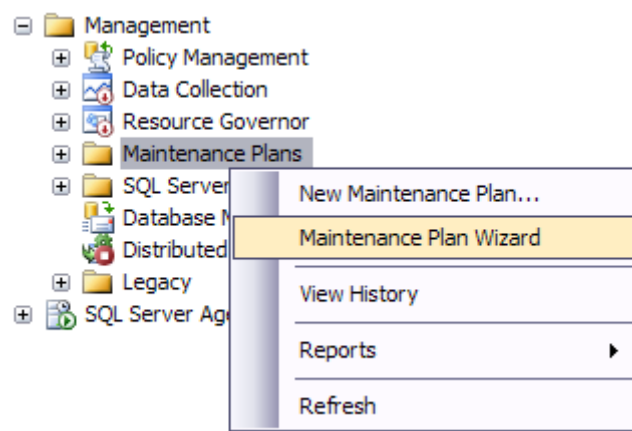 Management
Policy Management
Data Collection
Resource Governor
Maintenance Plans
SQL Server
Database
Distributed
Legacy
SQL Server
New Maintenance Plan...
Maintenance Plan Wizard
View History
Reports
Refresh